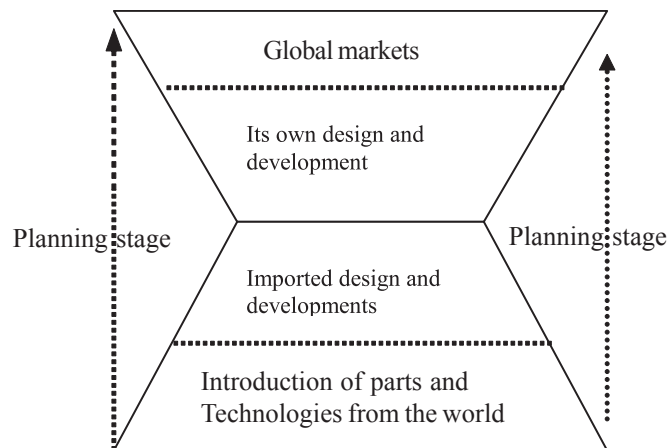 Global markets
Its own design and
development
Planning stage
Planning stage
Imported design and
developments
Introduction of parts and
Technologies from the world